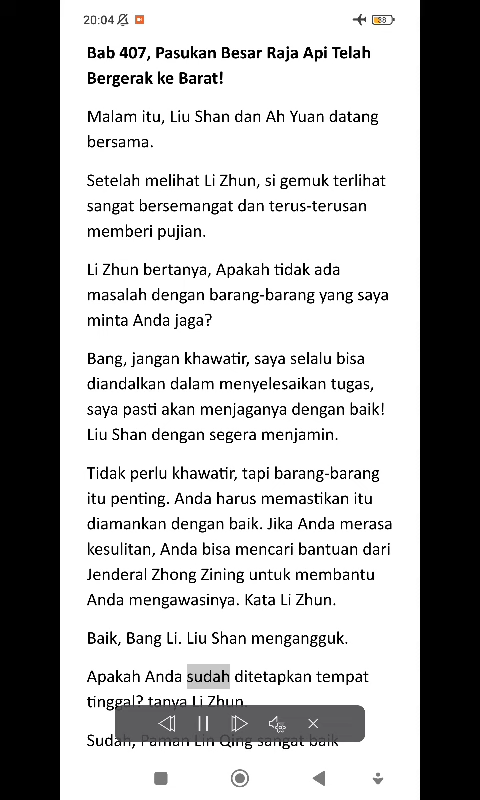 20:04
38
Bab 407, Pasukan Besar Raja Api Telah
Bergerak ke Barat!
Malam itu, Liu Shan dan Ah Yuan datang
bersama.
Setelah melihat Li Zhun, si gemuk terlihat
sangat bersemangat dan terus-terusan
memberi pujian.
Li Zhun bertanya, Apakah tidak ada
masalah dengan barang-barang yang saya
minta Anda jaga?
Bang, jangan khawatir, saya selalu bisa
diandalkan dalam menyelesaikan tugas,
saya pasti akan menjaganya dengan baik!
Liu Shan dengan segera menjamin.
Tidak perlu khawatir, tapi barang-barang
itu penting. Anda harus memastikan itu
diamankan dengan baik. Jika Anda merasa
kesulitan, Anda bisa mencari bantuan dari
Jenderal Zhong Zining untuk membantu
Anda mengawasinya. Kata Li Zhun.
Baik, Bang Li. Liu Shan mengangguk.
Apakah Anda sudah ditetapkan tempat
tinggal? tanya Li Zhun.
Sudah, Paman Lin Qing sangat baik